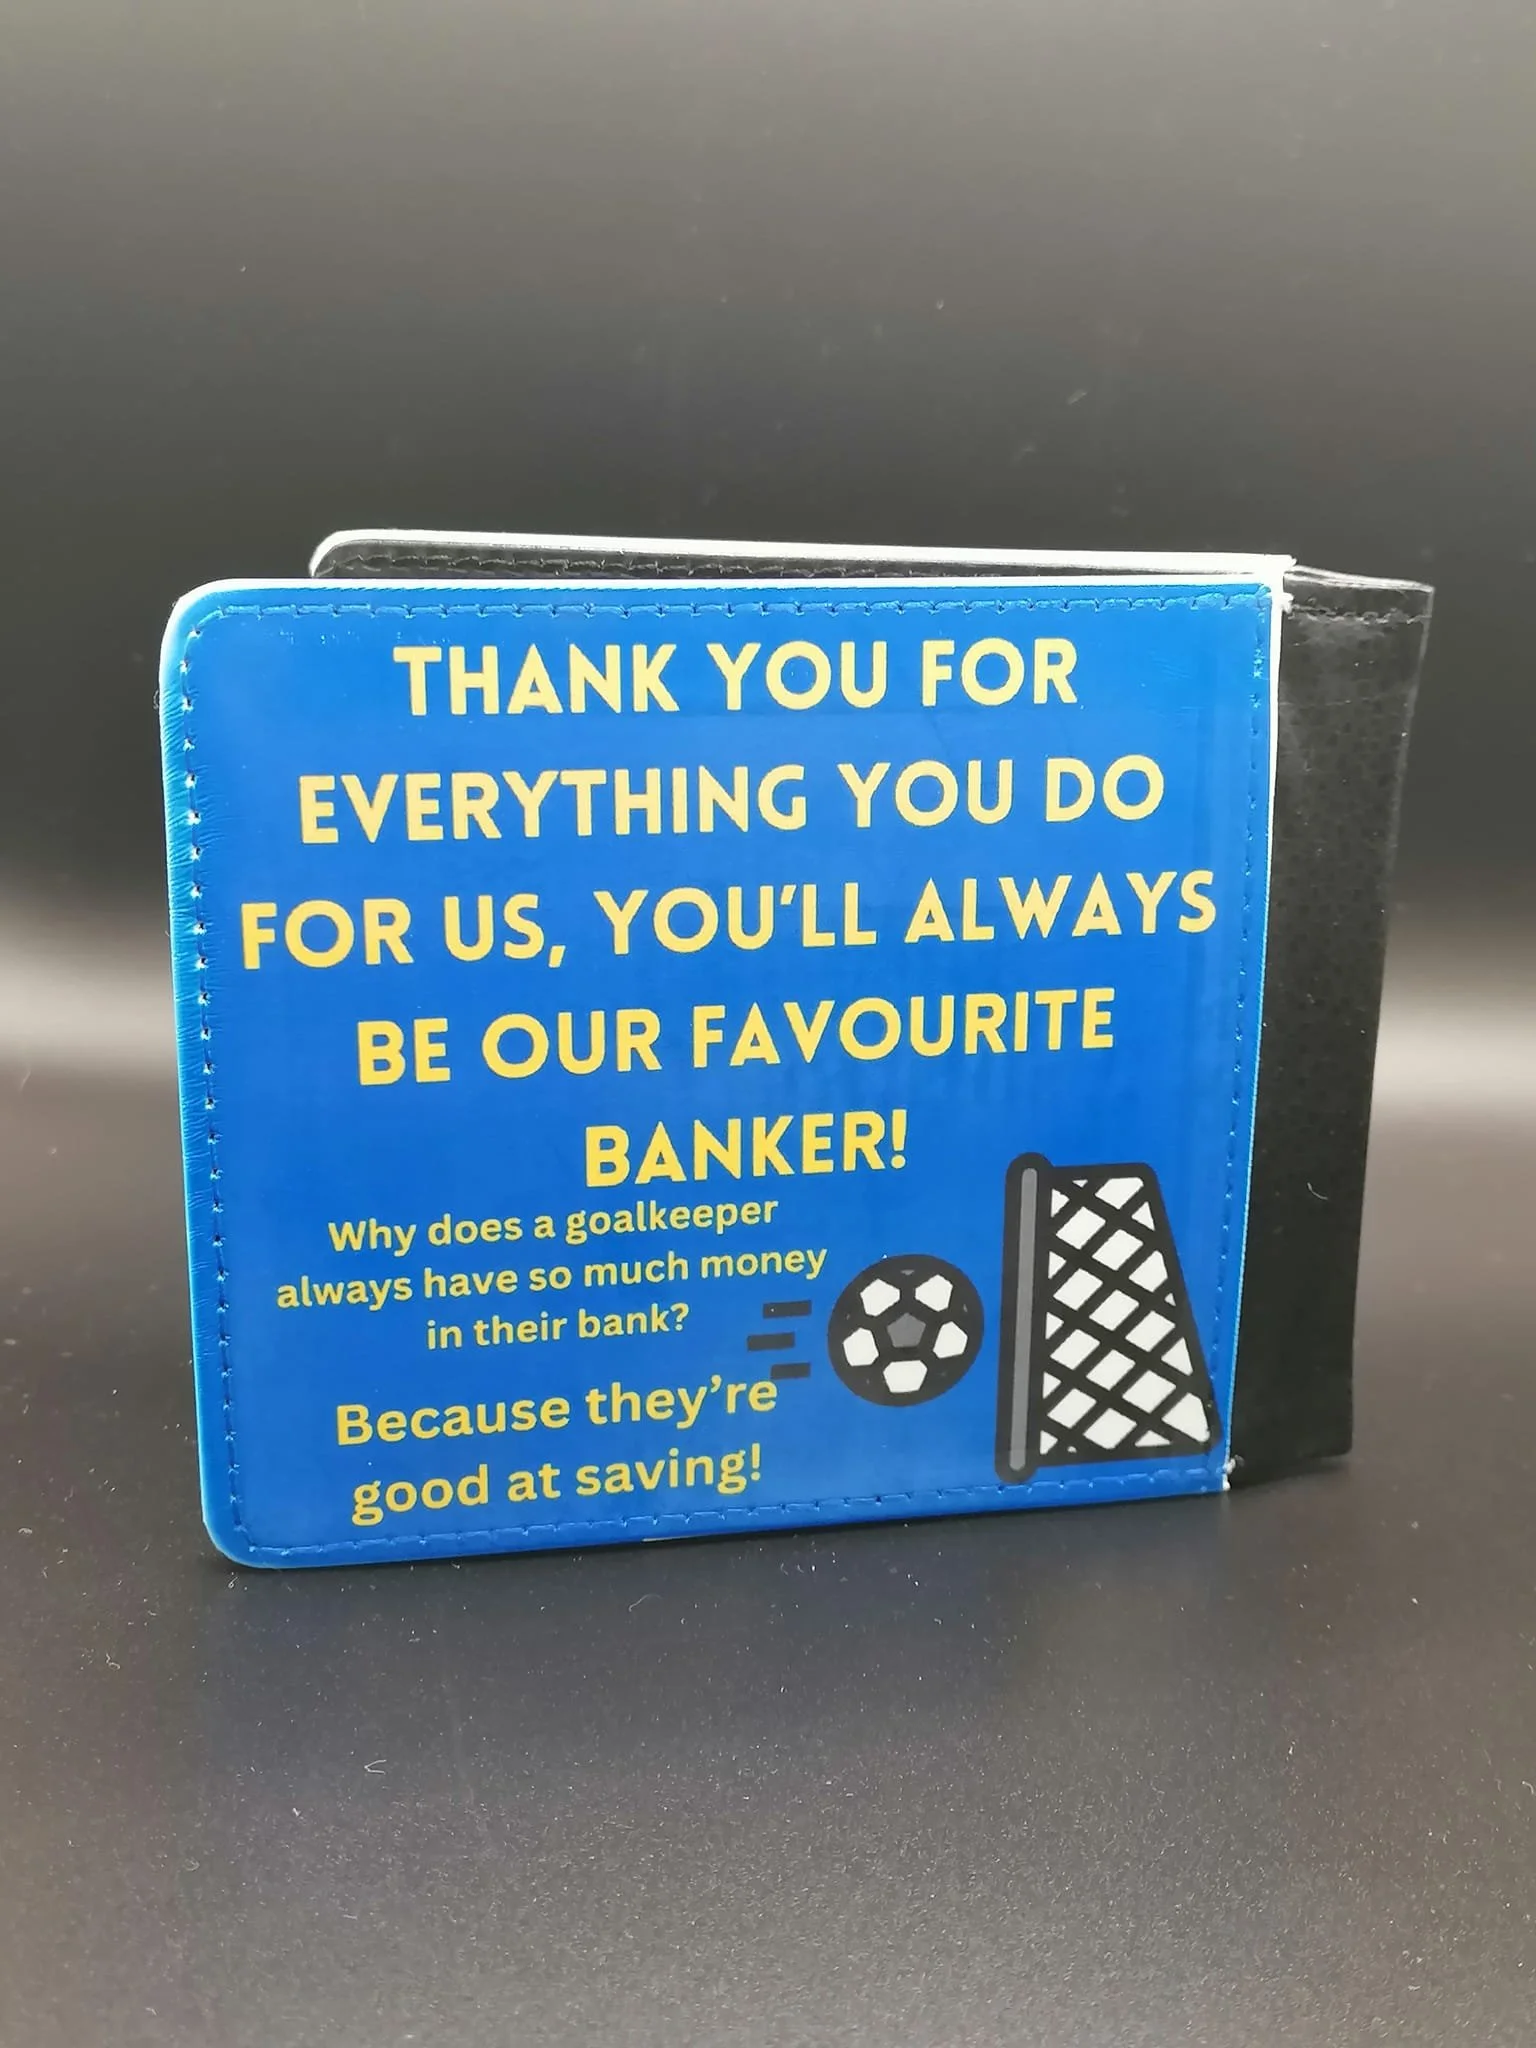 THANK YOU FOR
EVERYTHING YOU DO
FOR US, YOU'LL ALWAYS
BE OUR FAVOURITE
BANKER!
Why does a goalkeeper
always have so much money
in their bank?
Because they're
good at saving!